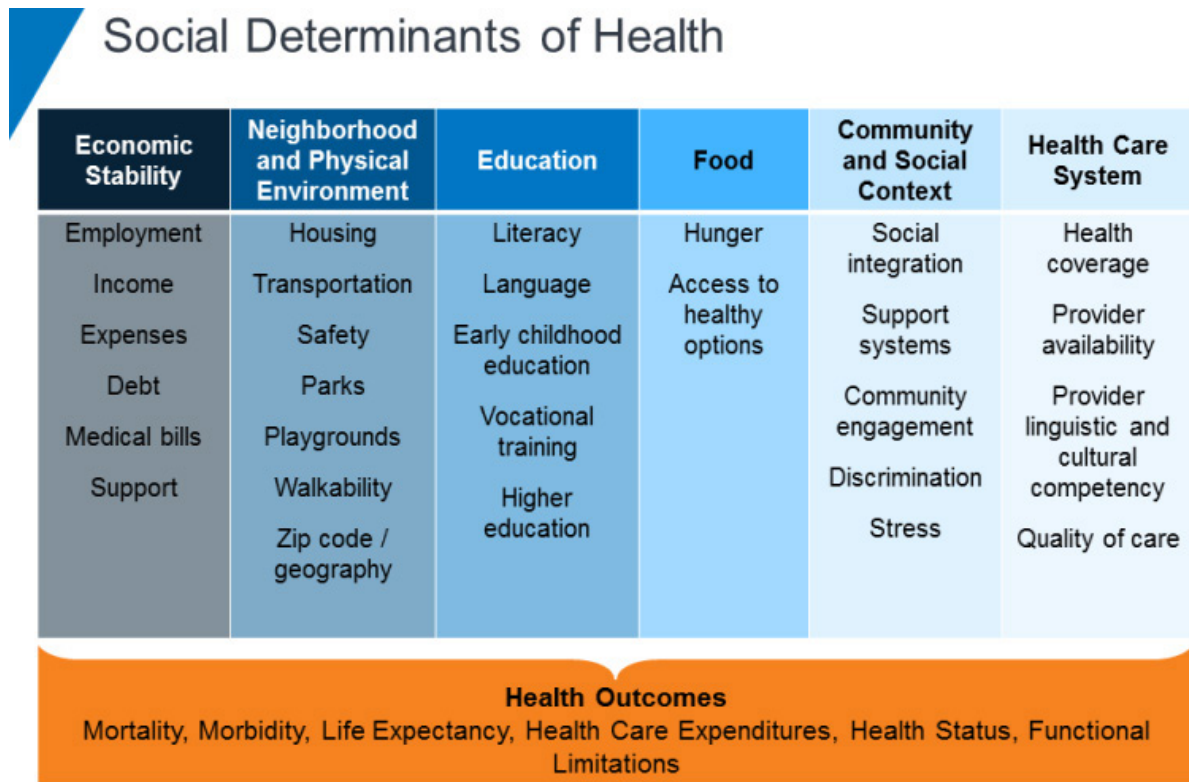 Social Determinants of Health
Economic
Stability
Neighborhood
and Physical
Environment
Education
Food
Community
and Social
Context
Health Care
System
Employment
Income
Expenses
Debt
Medical bills
Support
Housing
Transportation
Safety
Parks
Playgrounds
Walkability
Zip code /
geography
Literacy
Language
Early childhood
education
Vocational
training
Higher
education
Hunger
Access to
healthy
options
Social
integration
Support
systems
Community
engagement
Discrimination
Stress
Health
coverage
Provider
availability
Provider
linguistic and
cultural
competency
Quality of care
Health Outcomes
Mortality, Morbidity, Life Expectancy, Health Care Expenditures, Health Status, Functional
Limitations